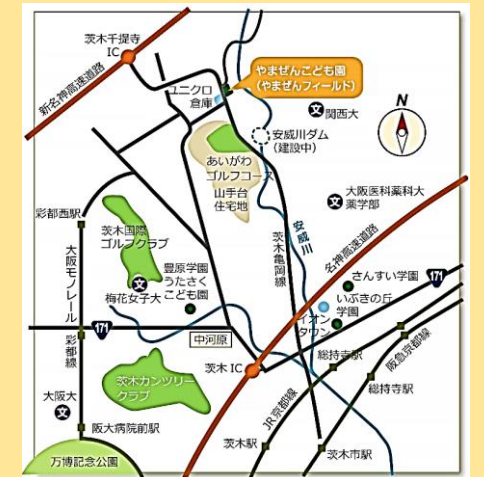 茨木千提寺
IC
新名神高速道路
ユニクロ
倉庫
やません​こども園
(やませんフィールド)
文
関西大
N
安威川ダム
(建設中)
あいがわ
ゴルフコース
山手台
住宅地
文
大阪医科薬科大
薬学部
彩都西駅
茨木国際
ゴルフクラブ
大阪モノレール
彩都線
文
梅花女子大
豊原学園
うたさく
こども園
茨木亀岡線
安威川
名神高速道路
さんすい学園
171
いぶきの丘
学園
イオン
タウン
171
中河原
茨木IC
総持寺駅
阪急京都線
総持寺駅
JR京都線
茨木カンツリー
クラブ
大阪大
文
阪大病院前駅
茨木駅
茨木市駅
万博記念公園